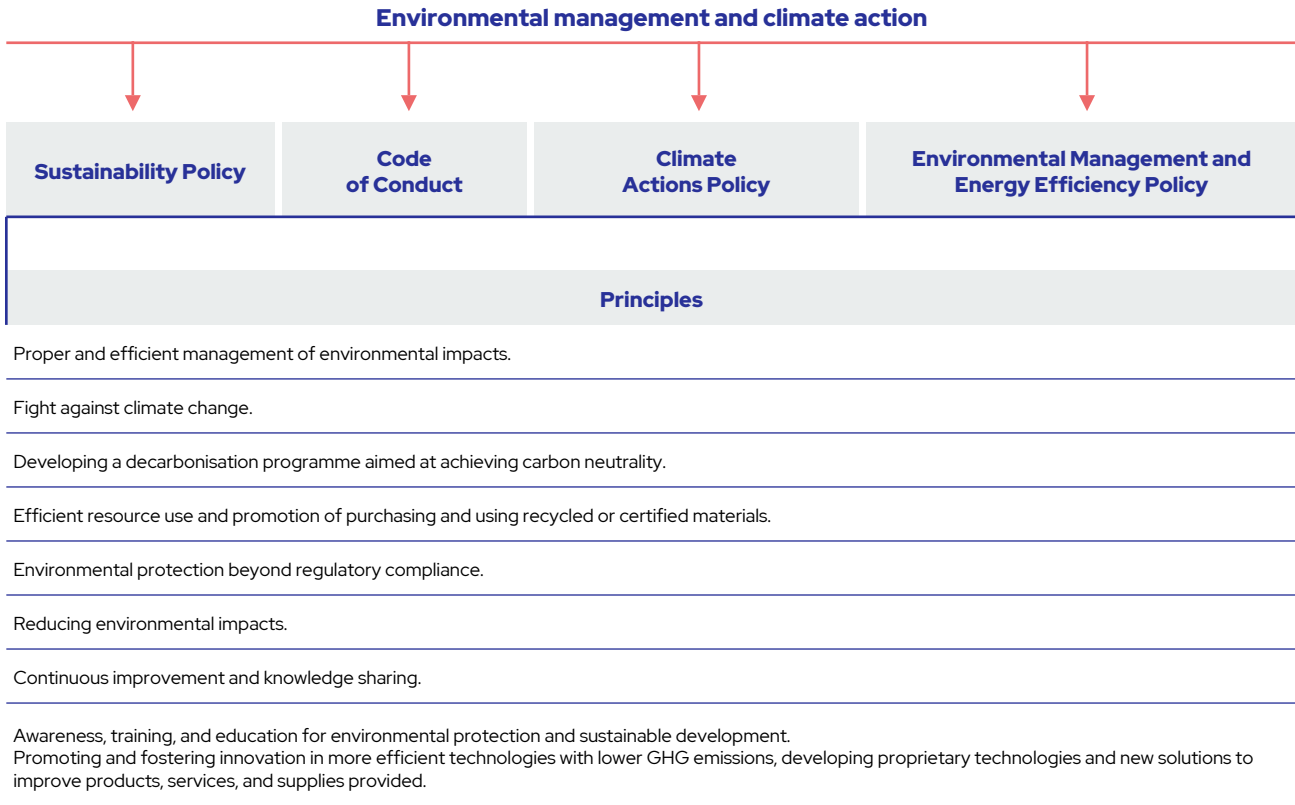 Environmental management and climate action
Sustainability Policy
Code
of Conduct
Climate
Actions Policy
Environmental Management and
Energy Efficiency Policy
Principles
Proper and efficient management of environmental impacts.
Fight against climate change.
Developing a decarbonisation programme aimed at achieving carbon neutrality.
Efficient resource use and promotion of purchasing and using recycled or certified materials.
Environmental protection beyond regulatory compliance.
Reducing environmental impacts.
Continuous improvement and knowledge sharing.
Awareness, training, and education for environmental protection and sustainable development.
Promoting and fostering innovation in more efficient technologies with lower GHG emissions, developing proprietary technologies and new solutions to
improve products, services, and supplies provided.